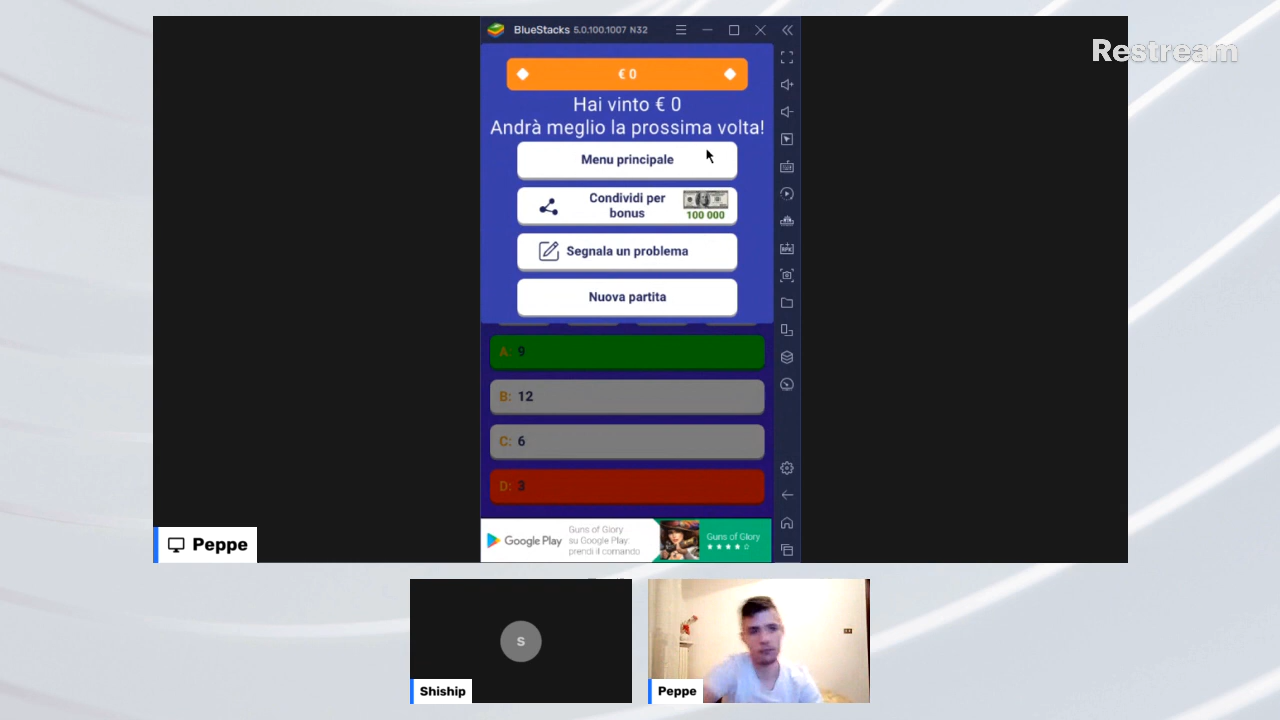 BlueStacks 5.0.100.1007 N32
Restream
€ 0
Hai vinto € 0
Andrà meglio la prossima volta!
Menu principale
Condividi per
bonus
100 000
Segnala un problema
Nuova partita
A: 9
B: 12
C: 6
D: 3
Google Play
Guns of Glory
su Google Play:
prendi il comando
Guns of Glory
Peppe
S
Shiship
Peppe